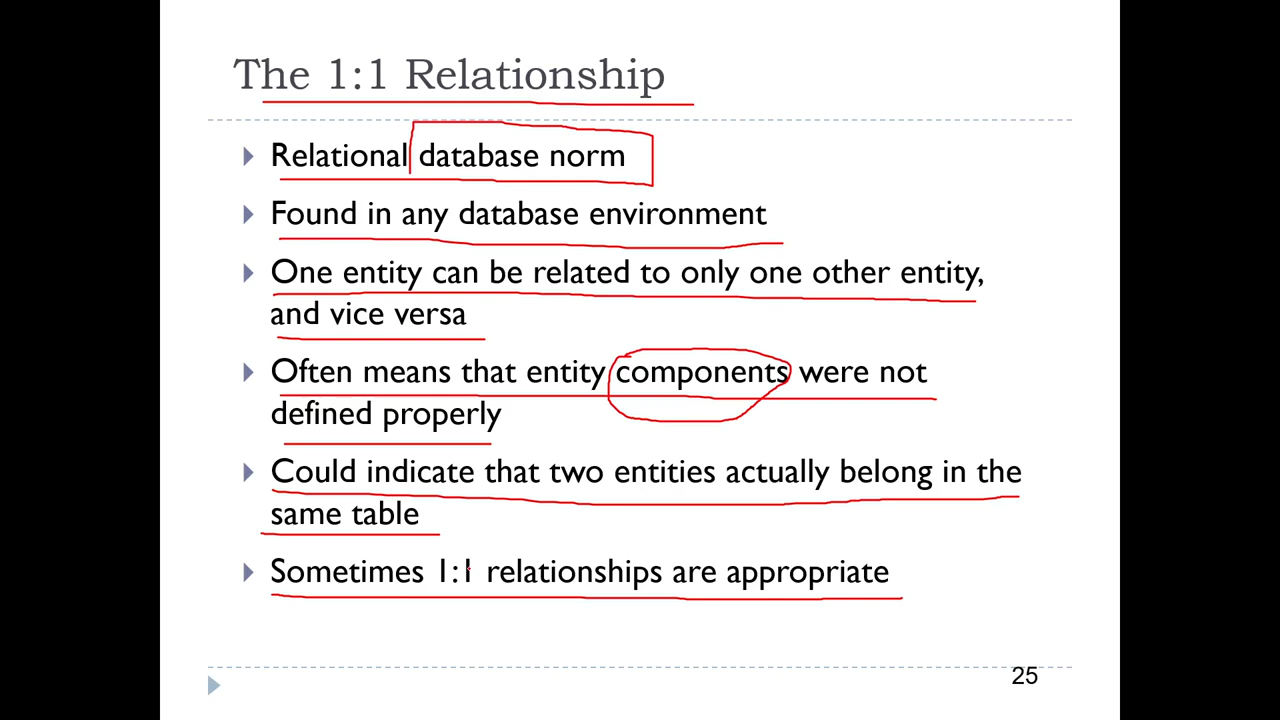 The 1:1 Relationship
Relational database norm
Found in any database environment
One entity can be related to only one other entity,
and vice versa
Often means that entity components were not
defined properly
Could indicate that two entities actually belong in the
same table
Sometimes 1:1 relationships are appropriate
25